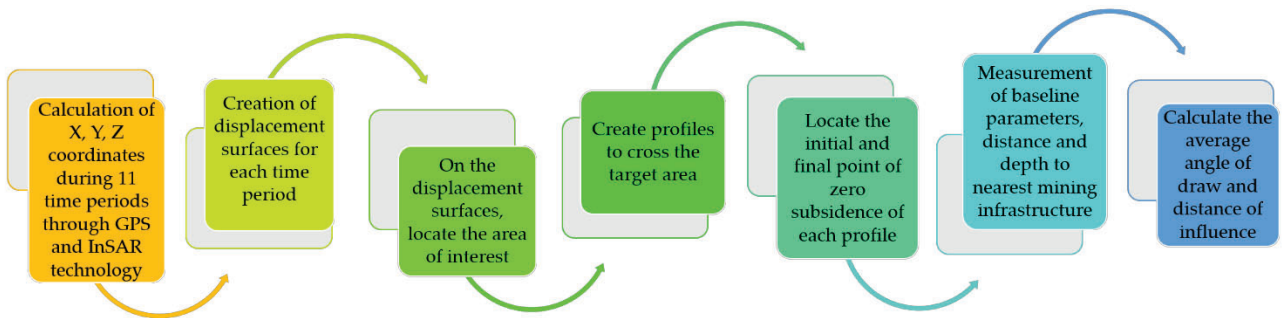 Calculation of
X, Y, Z
coordinates
during 11
time periods
through GPS
and InSAR
technology
Creation of
displacement
surfaces for
each time
period
On the
displacement
surfaces,
locate the area
of interest
Create profiles
to cross the
target area
Locate the
initial and
final point of
zero
subsidence of
each profile
Measurement
of baseline
parameters,
distance and
depth to
nearest mining
infrastructure
Calculate the
average
angle of
draw and
distance of
influence